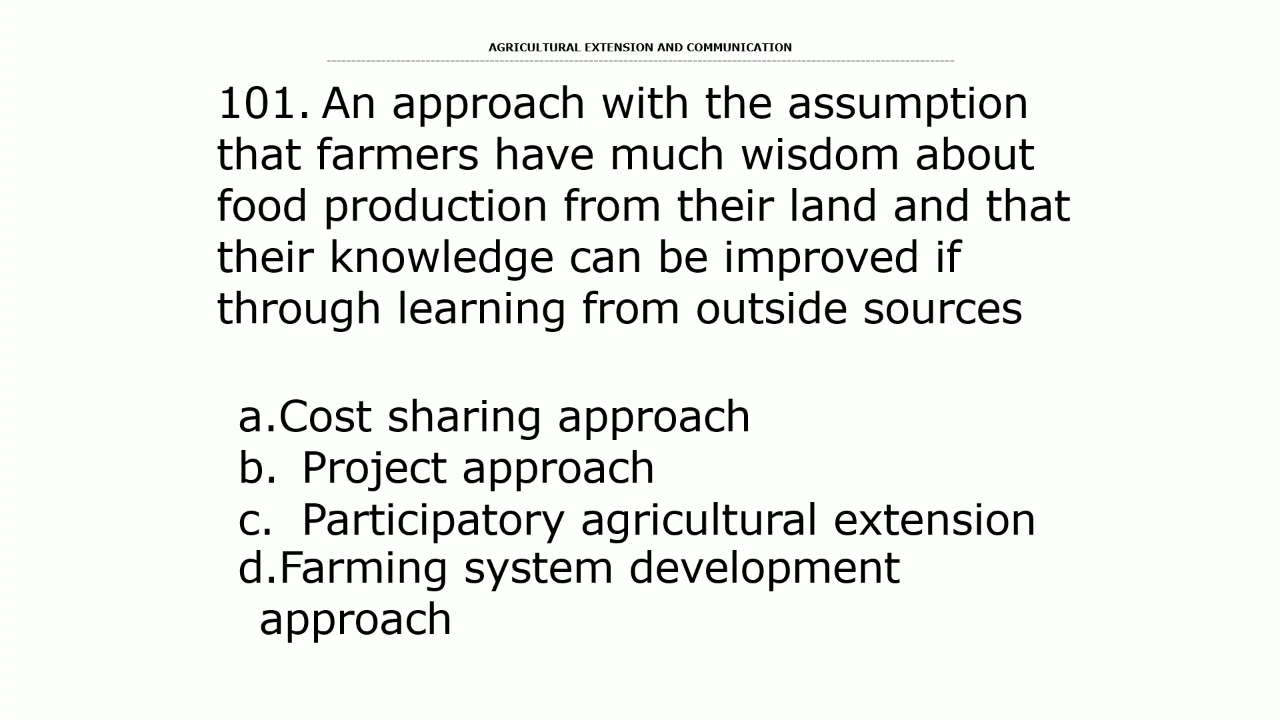 AGRICULTURAL EXTENSION AND COMMUNICATION
101. An approach with the assumption
that farmers have much wisdom about
food production from their land and that
their knowledge can be improved if
through learning from outside sources
a.Cost sharing approach
b. Project approach
c. Participatory agricultural extension
d.Farming system development
approach